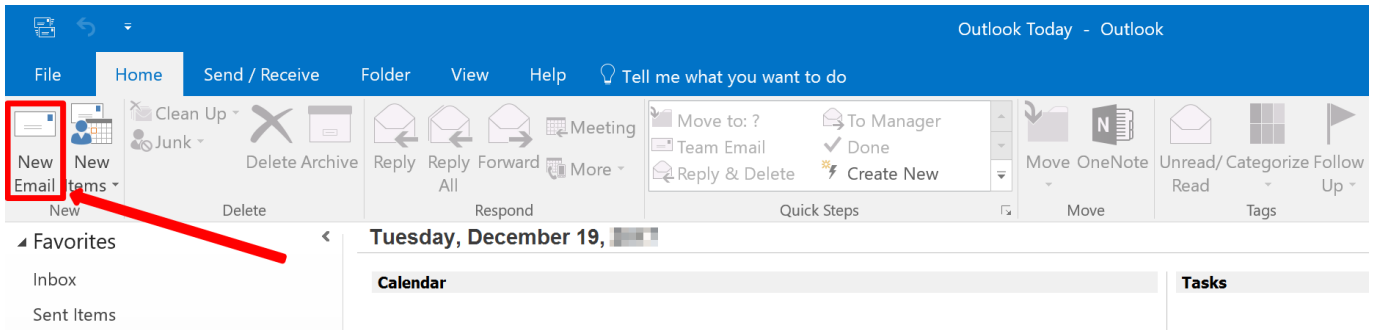 Outlook Today - Outlook
File Home Send / Receive Folder View Help Tell me what you want to do
New Email
New Items
Clean Up
Junk
Delete
Archive
Reply
Reply All
Forward
Meeting
More
Move to: ?
Team Email
Reply & Delete
To Manager
Done
Create New
Move
OneNote
N
Unread/ Read
Categorize
Follow Up
New Delete Respond Quick Steps Move Tags
Favorites
Inbox
Sent Items
Tuesday, December 19,
Calendar
Tasks